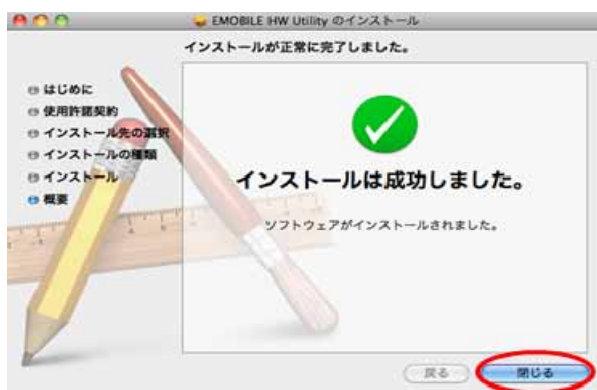 EMOBILE HW Utility のインストール
インストールが正常に完了しました。
はじめに
使用許諾契約
インストール先の選択
インストールの種類
インストール
概要
インストールは成功しました。
ソフトウェアがインストールされました。
戻る
閉じる